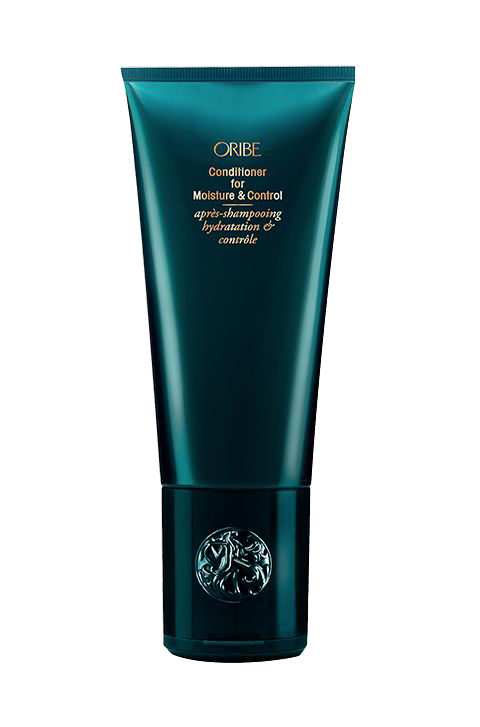 ORIBE
Conditioner
for
Moisture & Control
après-shampooing
hydratation &
contrôle